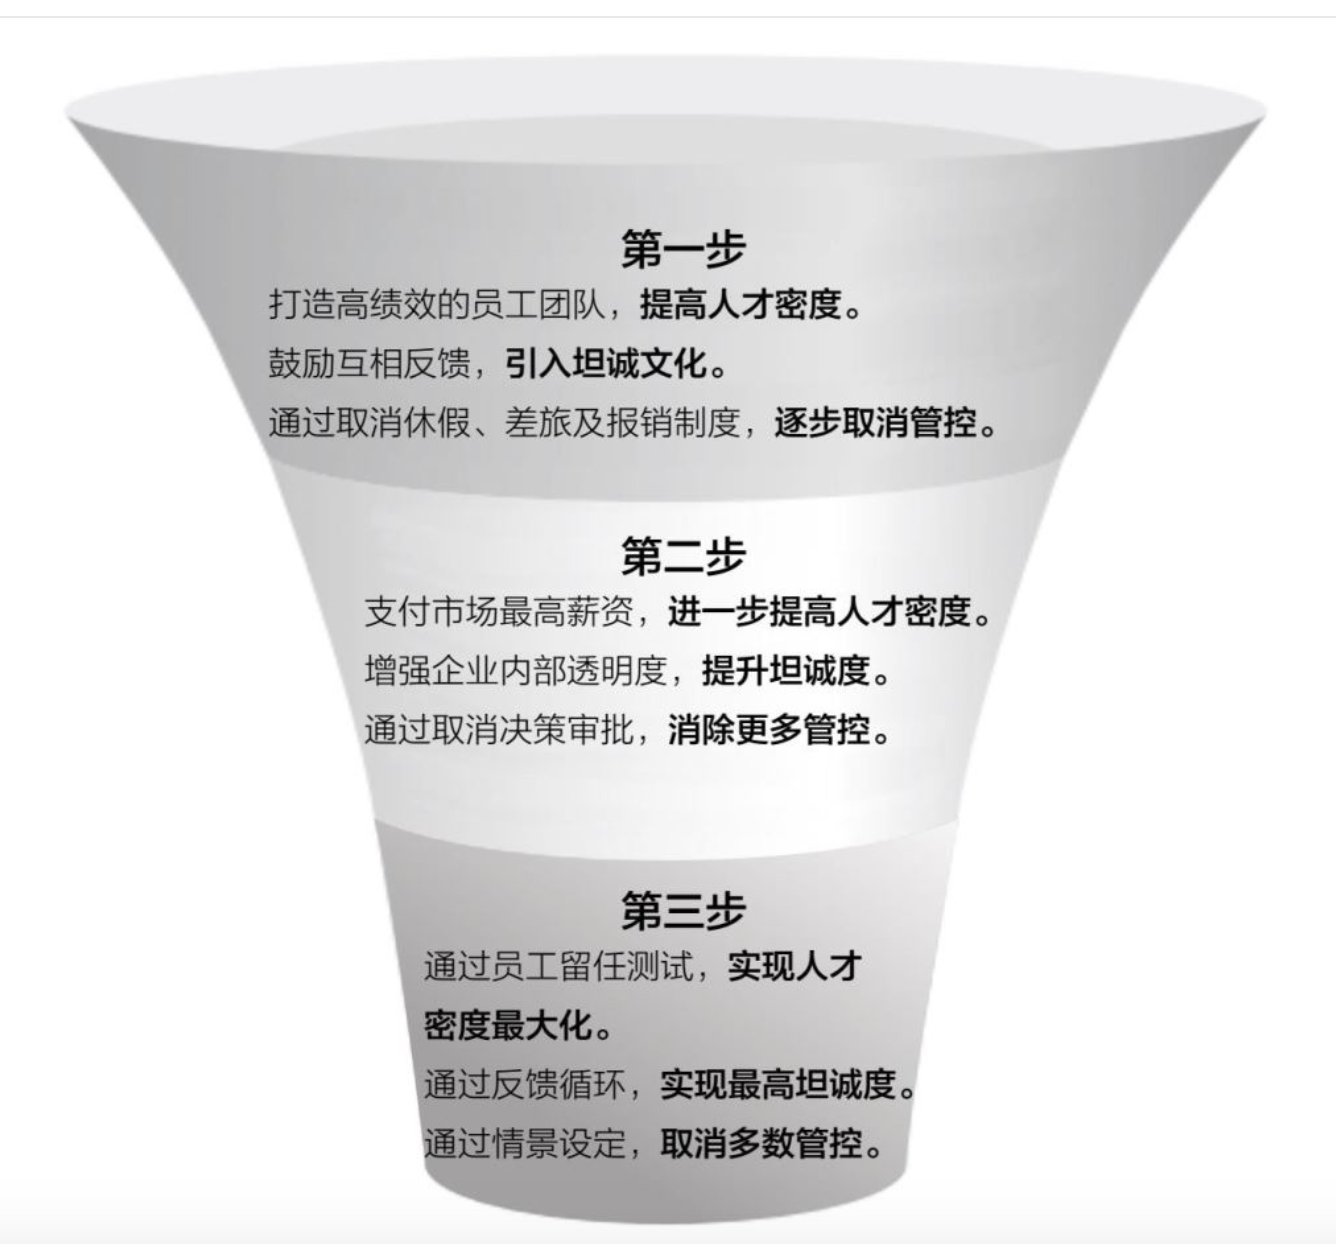 第一步
打造高绩效的员工团队，提高人才密度。
鼓励互相反馈，引入坦诚文化。
通过取消休假、差旅及报销制度，逐步取消管控。
第二步
支付市场最高薪资，进一步提高人才密度。
增强企业内部透明度，提升坦诚度。
通过取消决策审批，消除更多管控。
第三步
通过员工留任测试，实现人才
密度最大化。
通过反馈循环，实现最高坦诚度。
通过情景设定，取消多数管控。